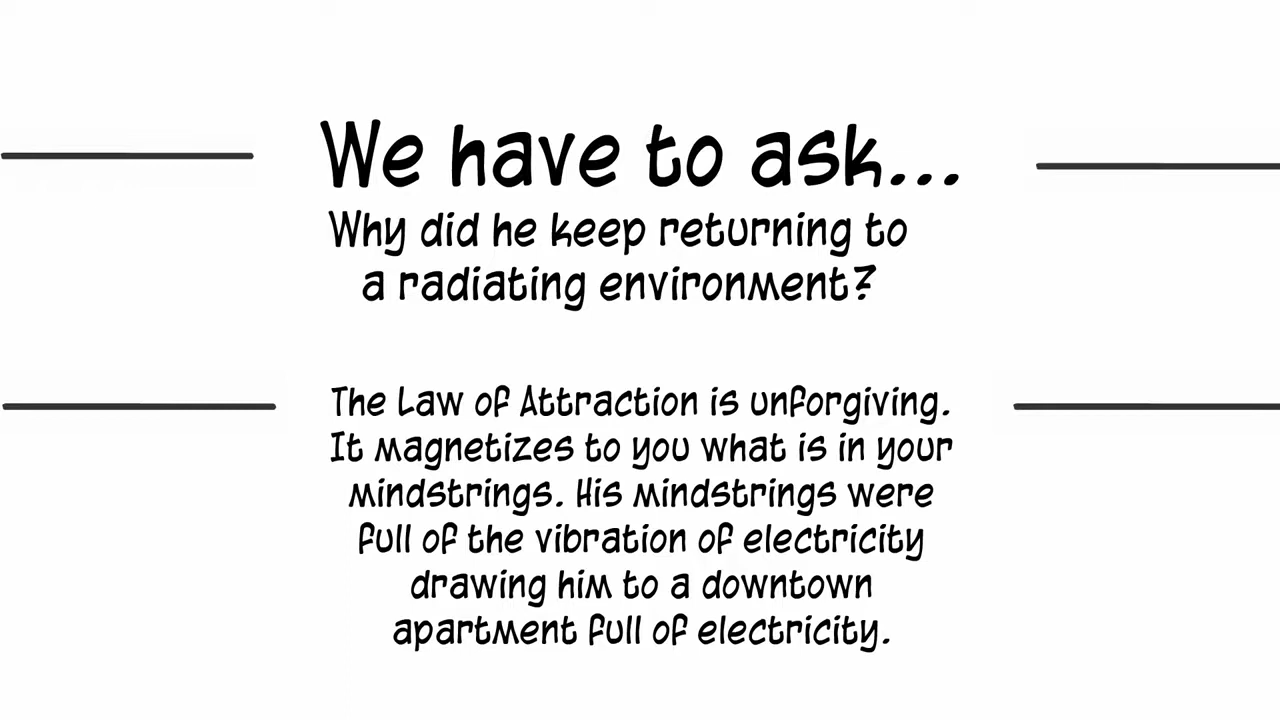 We have to ask...
Why did he keep returning to
a radiating environment?
The Law of Attraction is unforgiving.
It magnetizes to you what is in your
mindstrings. His mindstrings were
full of the vibration of electricity
drawing him to a downtown
apartment full of electricity.